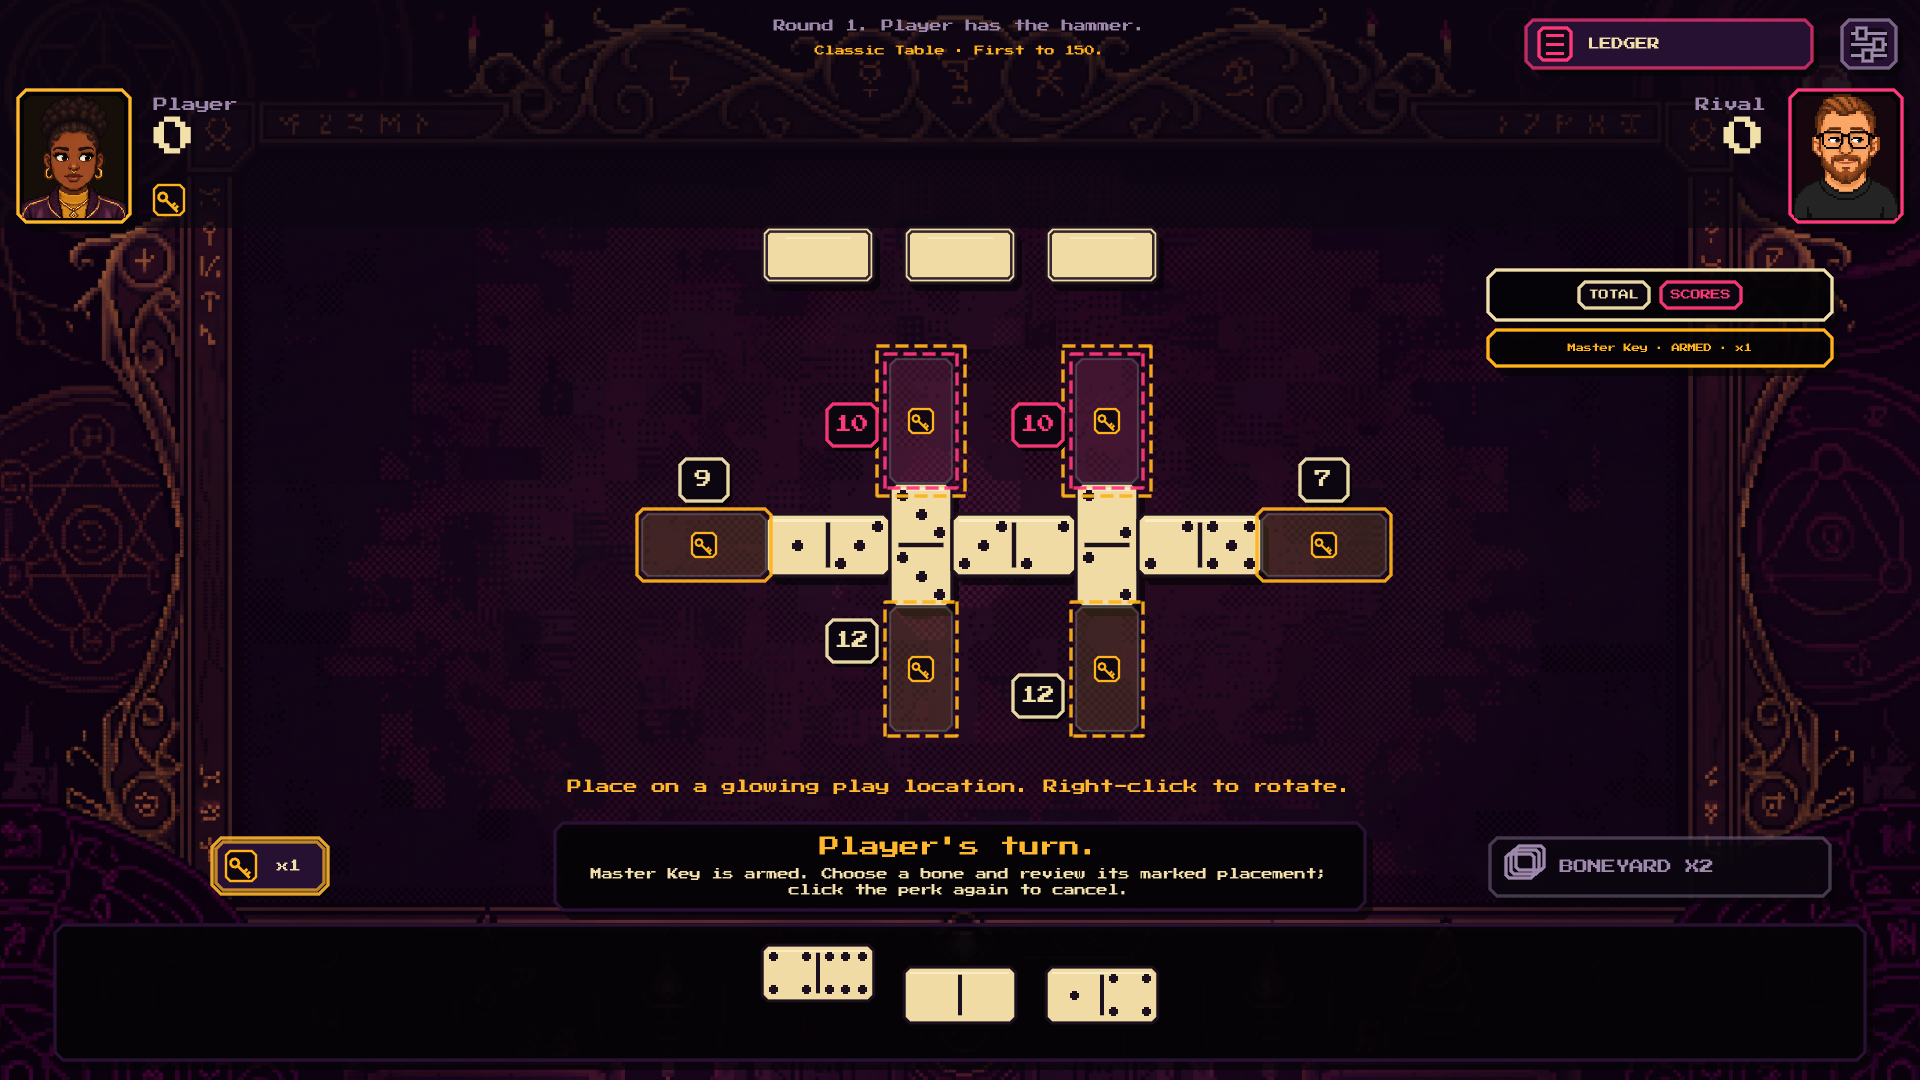 Round 1. Player has the hammer.
Classic Table · First to 150.
LEDGER
Player
0
Rival
0
TOTAL
SCORES
Master Key · ARMED · x1
10
10
9
7
12
12
Place on a glowing play location. Right-click to rotate.
x1
Player's turn.
Master Key is armed. Choose a bone and review its marked placement;
click the perk again to cancel.
BONEYARD X2